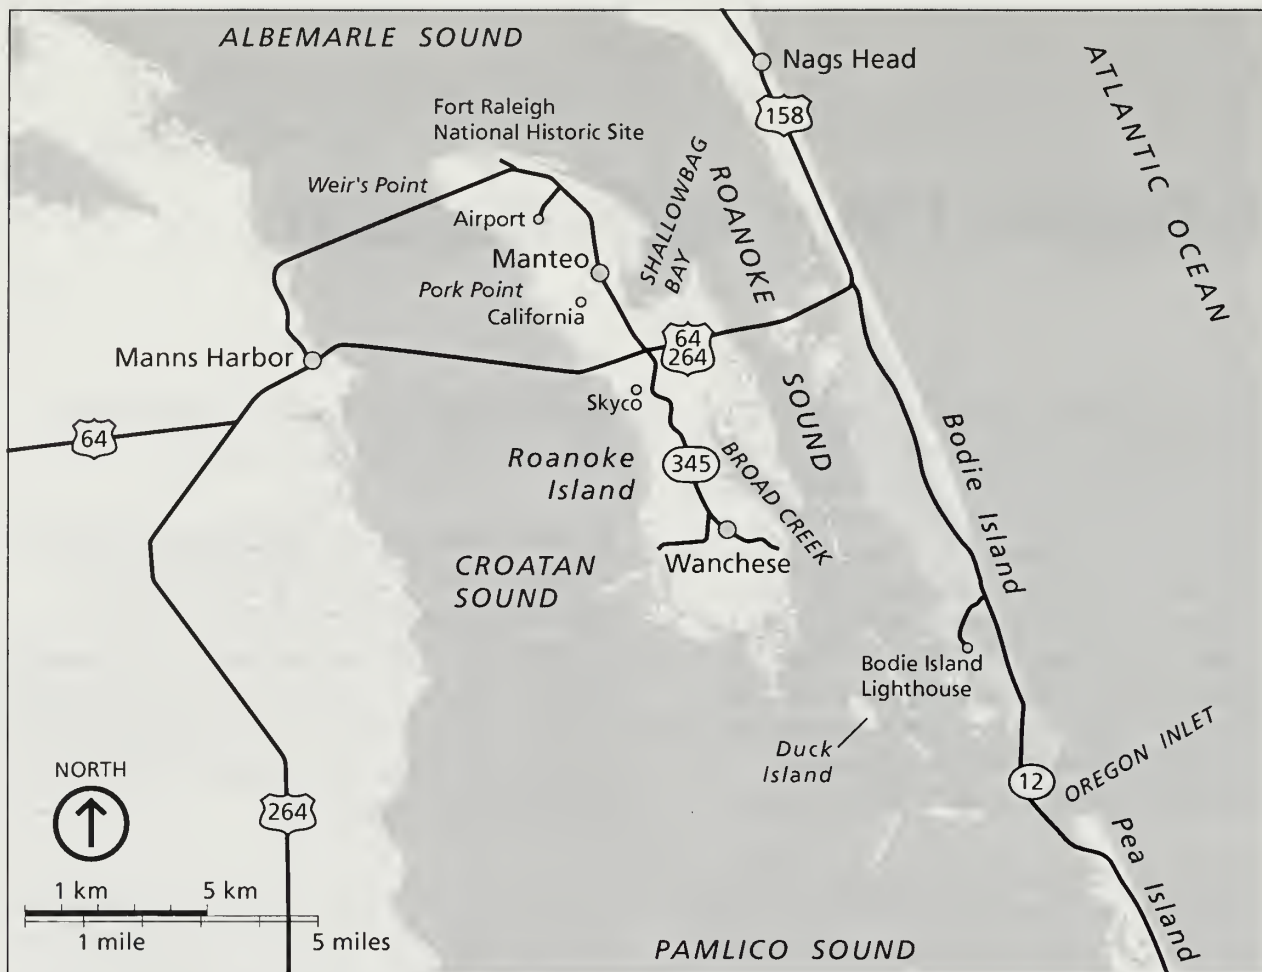 ALBEMARLE SOUND
Nags Head
158
ATLANTIC OCEAN
Fort Raleigh
National Historic Site
Weir's Point
SHALLOWBAG
BAY
ROANOKE
SOUND
Airport
Manteo
Pork Point
California
Manns Harbor
64
264
Skyco
64
345
BROAD CREEK
Roanoke
Island
Bodie Island
CROATAN
SOUND
Wanchese
Bodie Island
Lighthouse
Duck
Island
OREGON INLET
12
NORTH
264
Pea Island
1 km 5 km
1 mile 5 miles
PAMLICO SOUND